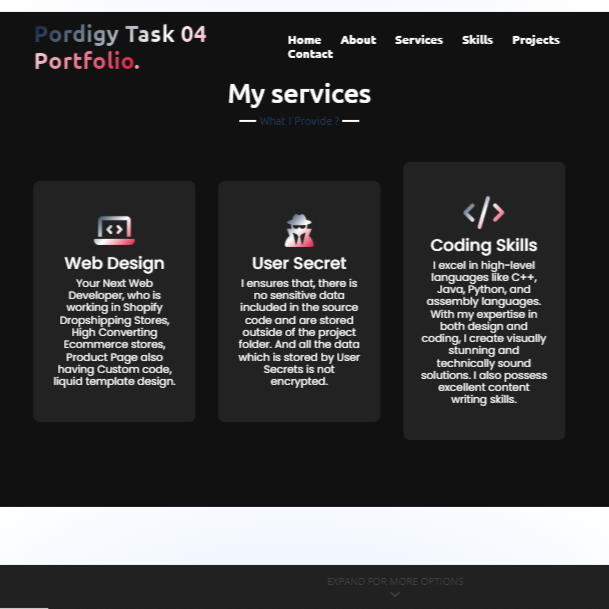 Pordigy Task 04
Portfolio.
Home About Services Skills Projects
Contact
My services
What I Provide ?
Web Design
Your Next Web
Developer, who is
working in Shopify
Dropshipping Stores,
High Converting
Ecommerce stores,
Product Page also
having Custom code,
liquid template design.
User Secret
I ensures that, there is
no sensitive data
included in the source
code and are stored
outside of the project
folder. And all the data
which is stored by User
Secrets is not
encrypted.
Coding Skills
I excel in high-level
languages like C++,
Java, Python, and
assembly languages.
With my expertise in
both design and
coding, I create visually
stunning and
technically sound
solutions. I also possess
excellent content
writing skills.
EXPAND FOR MORE OPTIONS